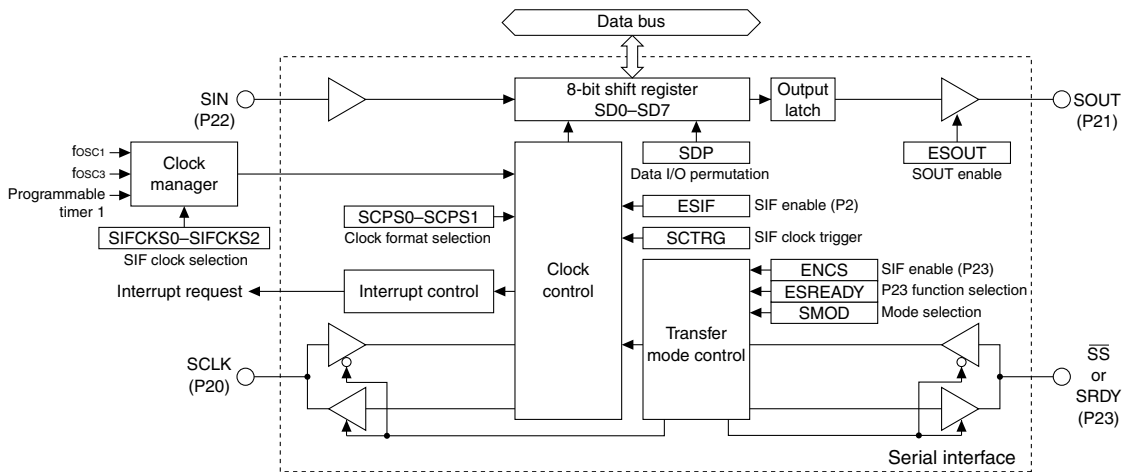 Data bus
SIN
(P22)
8-bit shift register
SD0–SD7
Output
latch
SOUT
(P21)
fOSC1
fOSC3
Programmable
timer 1
Clock
manager
SDP
Data I/O permutation
ESOUT
SOUT enable
SCPS0–SCPS1
Clock format selection
ESIF
SIF enable (P2)
SIFCKS0–SIFCKS2
SIF clock selection
SCTRG
SIF clock trigger
Clock
control
ENCS
SIF enable (P23)
Interrupt request
Interrupt control
ESREADY
P23 function selection
SMOD
Mode selection
Transfer
mode control
SCLK
(P20)
SS
or
SRDY
(P23)
Serial interface